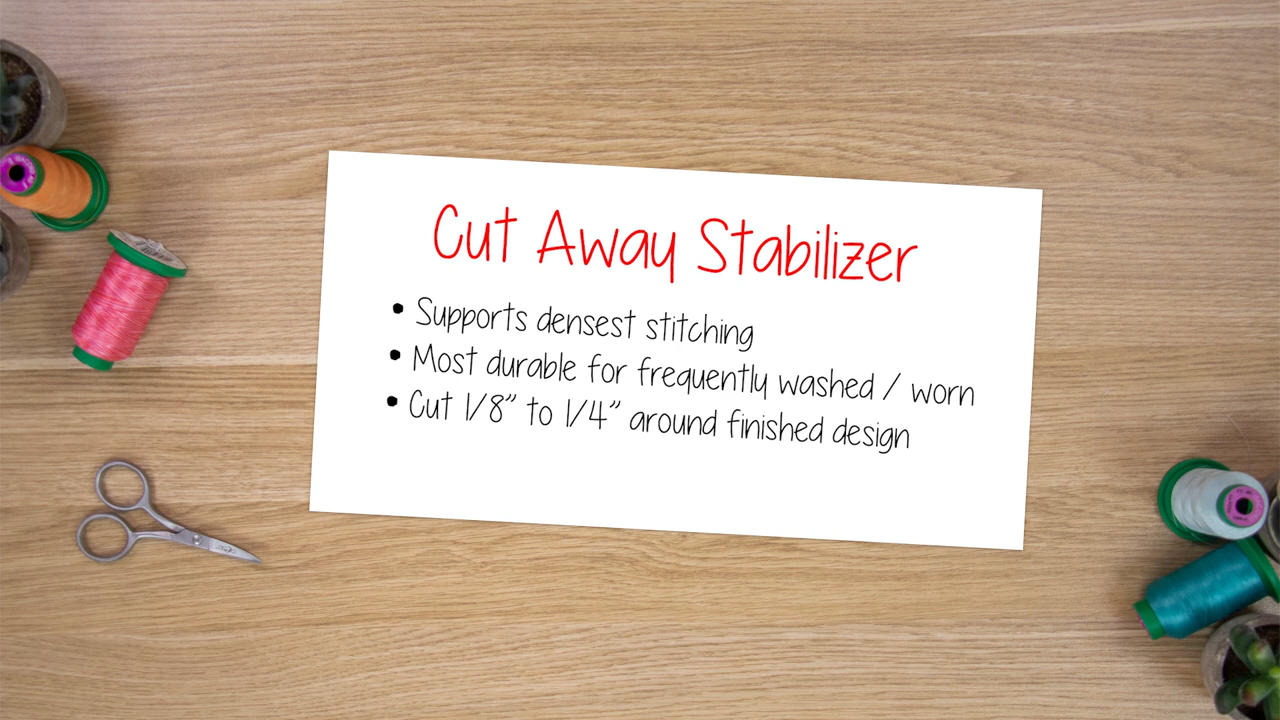 Cut Away Stabilizer
• Supports densest stitching
• Most durable for frequently washed / worn
• Cut 1/8” to 1/4” around finished design